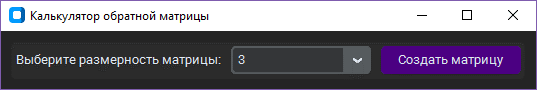 Калькулятор обратной матрицы
Выберите размерность матрицы: 3 Создать матрицу